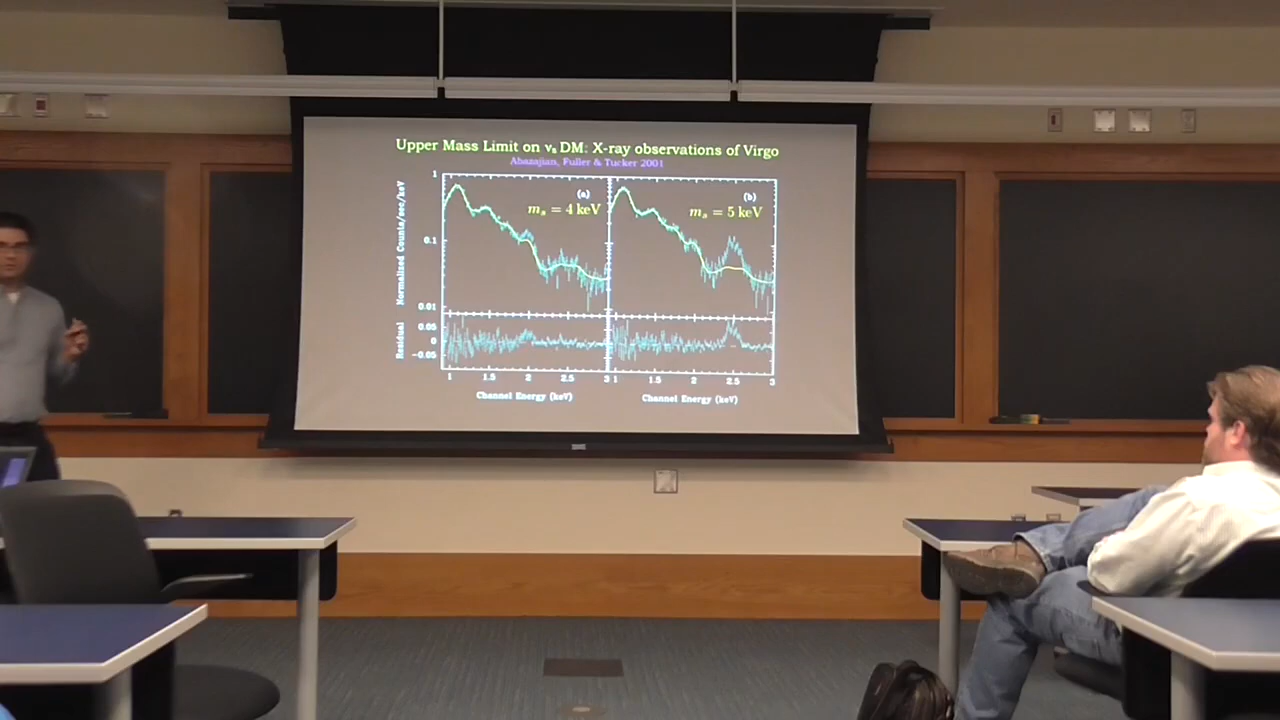 Upper Mass Limit on νs DM: X-ray observations of Virgo
Abazajian, Fuller & Tucker 2001
(a)
ms = 4 keV
(b)
ms = 5 keV
Normalized Counts/sec/keV
1
0.1
0.01
Residual
0.05
0
−0.05
1 1.5 2 2.5 3 1 1.5 2 2.5 3
Channel Energy (keV) Channel Energy (keV)